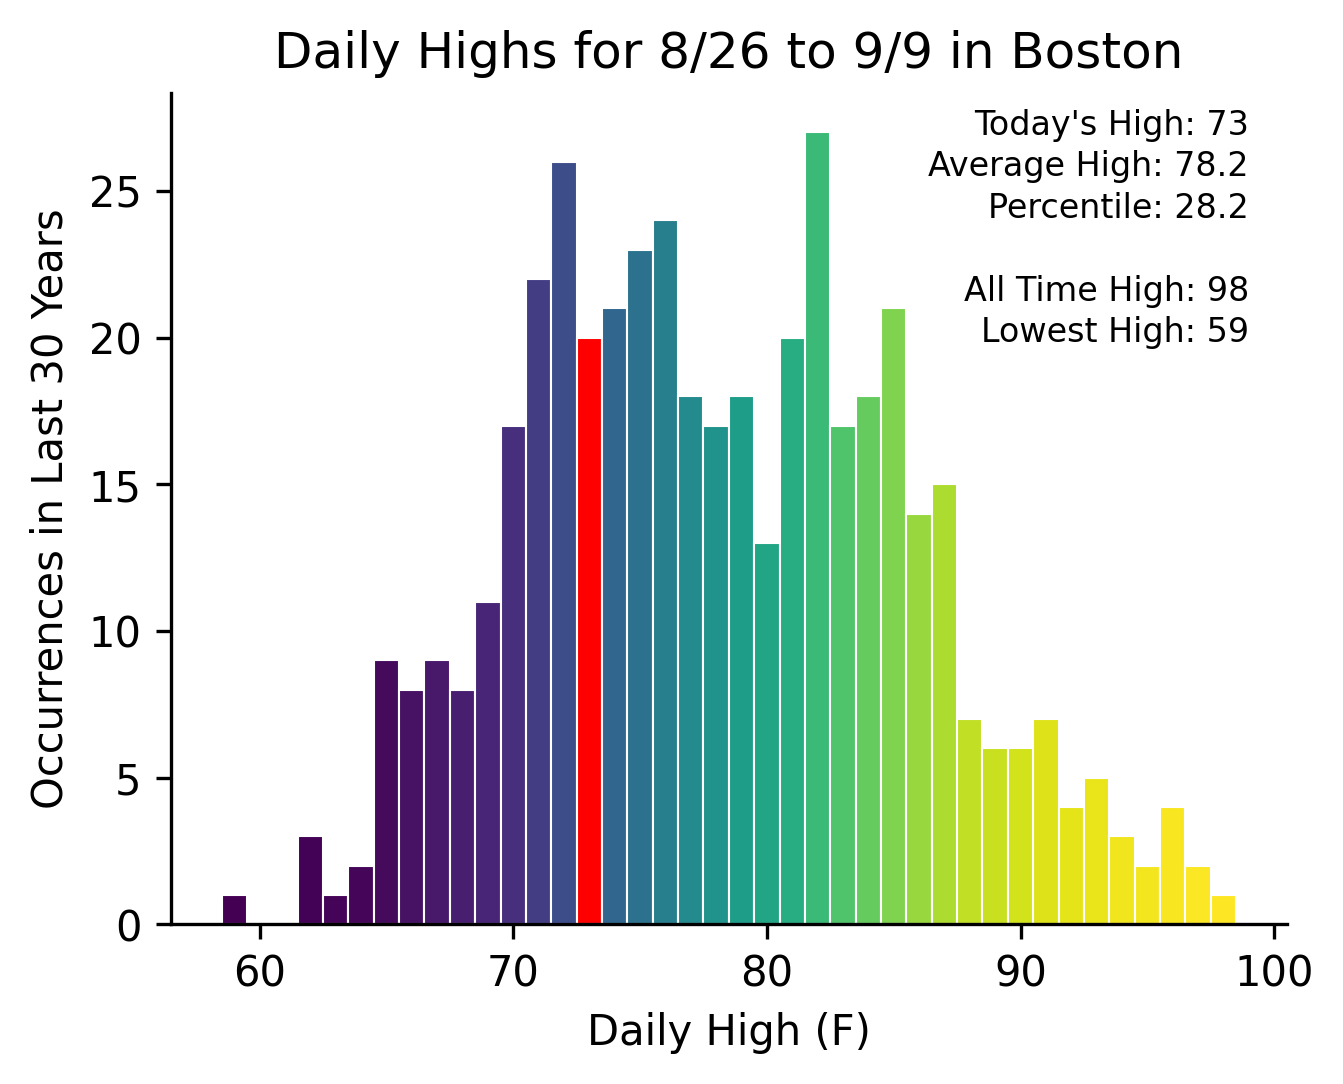 Daily Highs for 8/26 to 9/9 in Boston
Today's High: 73
Average High: 78.2
Percentile: 28.2
All Time High: 98
Lowest High: 59
Occurrences in Last 30 Years
25
20
15
10
5
0
60 70 80 90 100
Daily High (F)